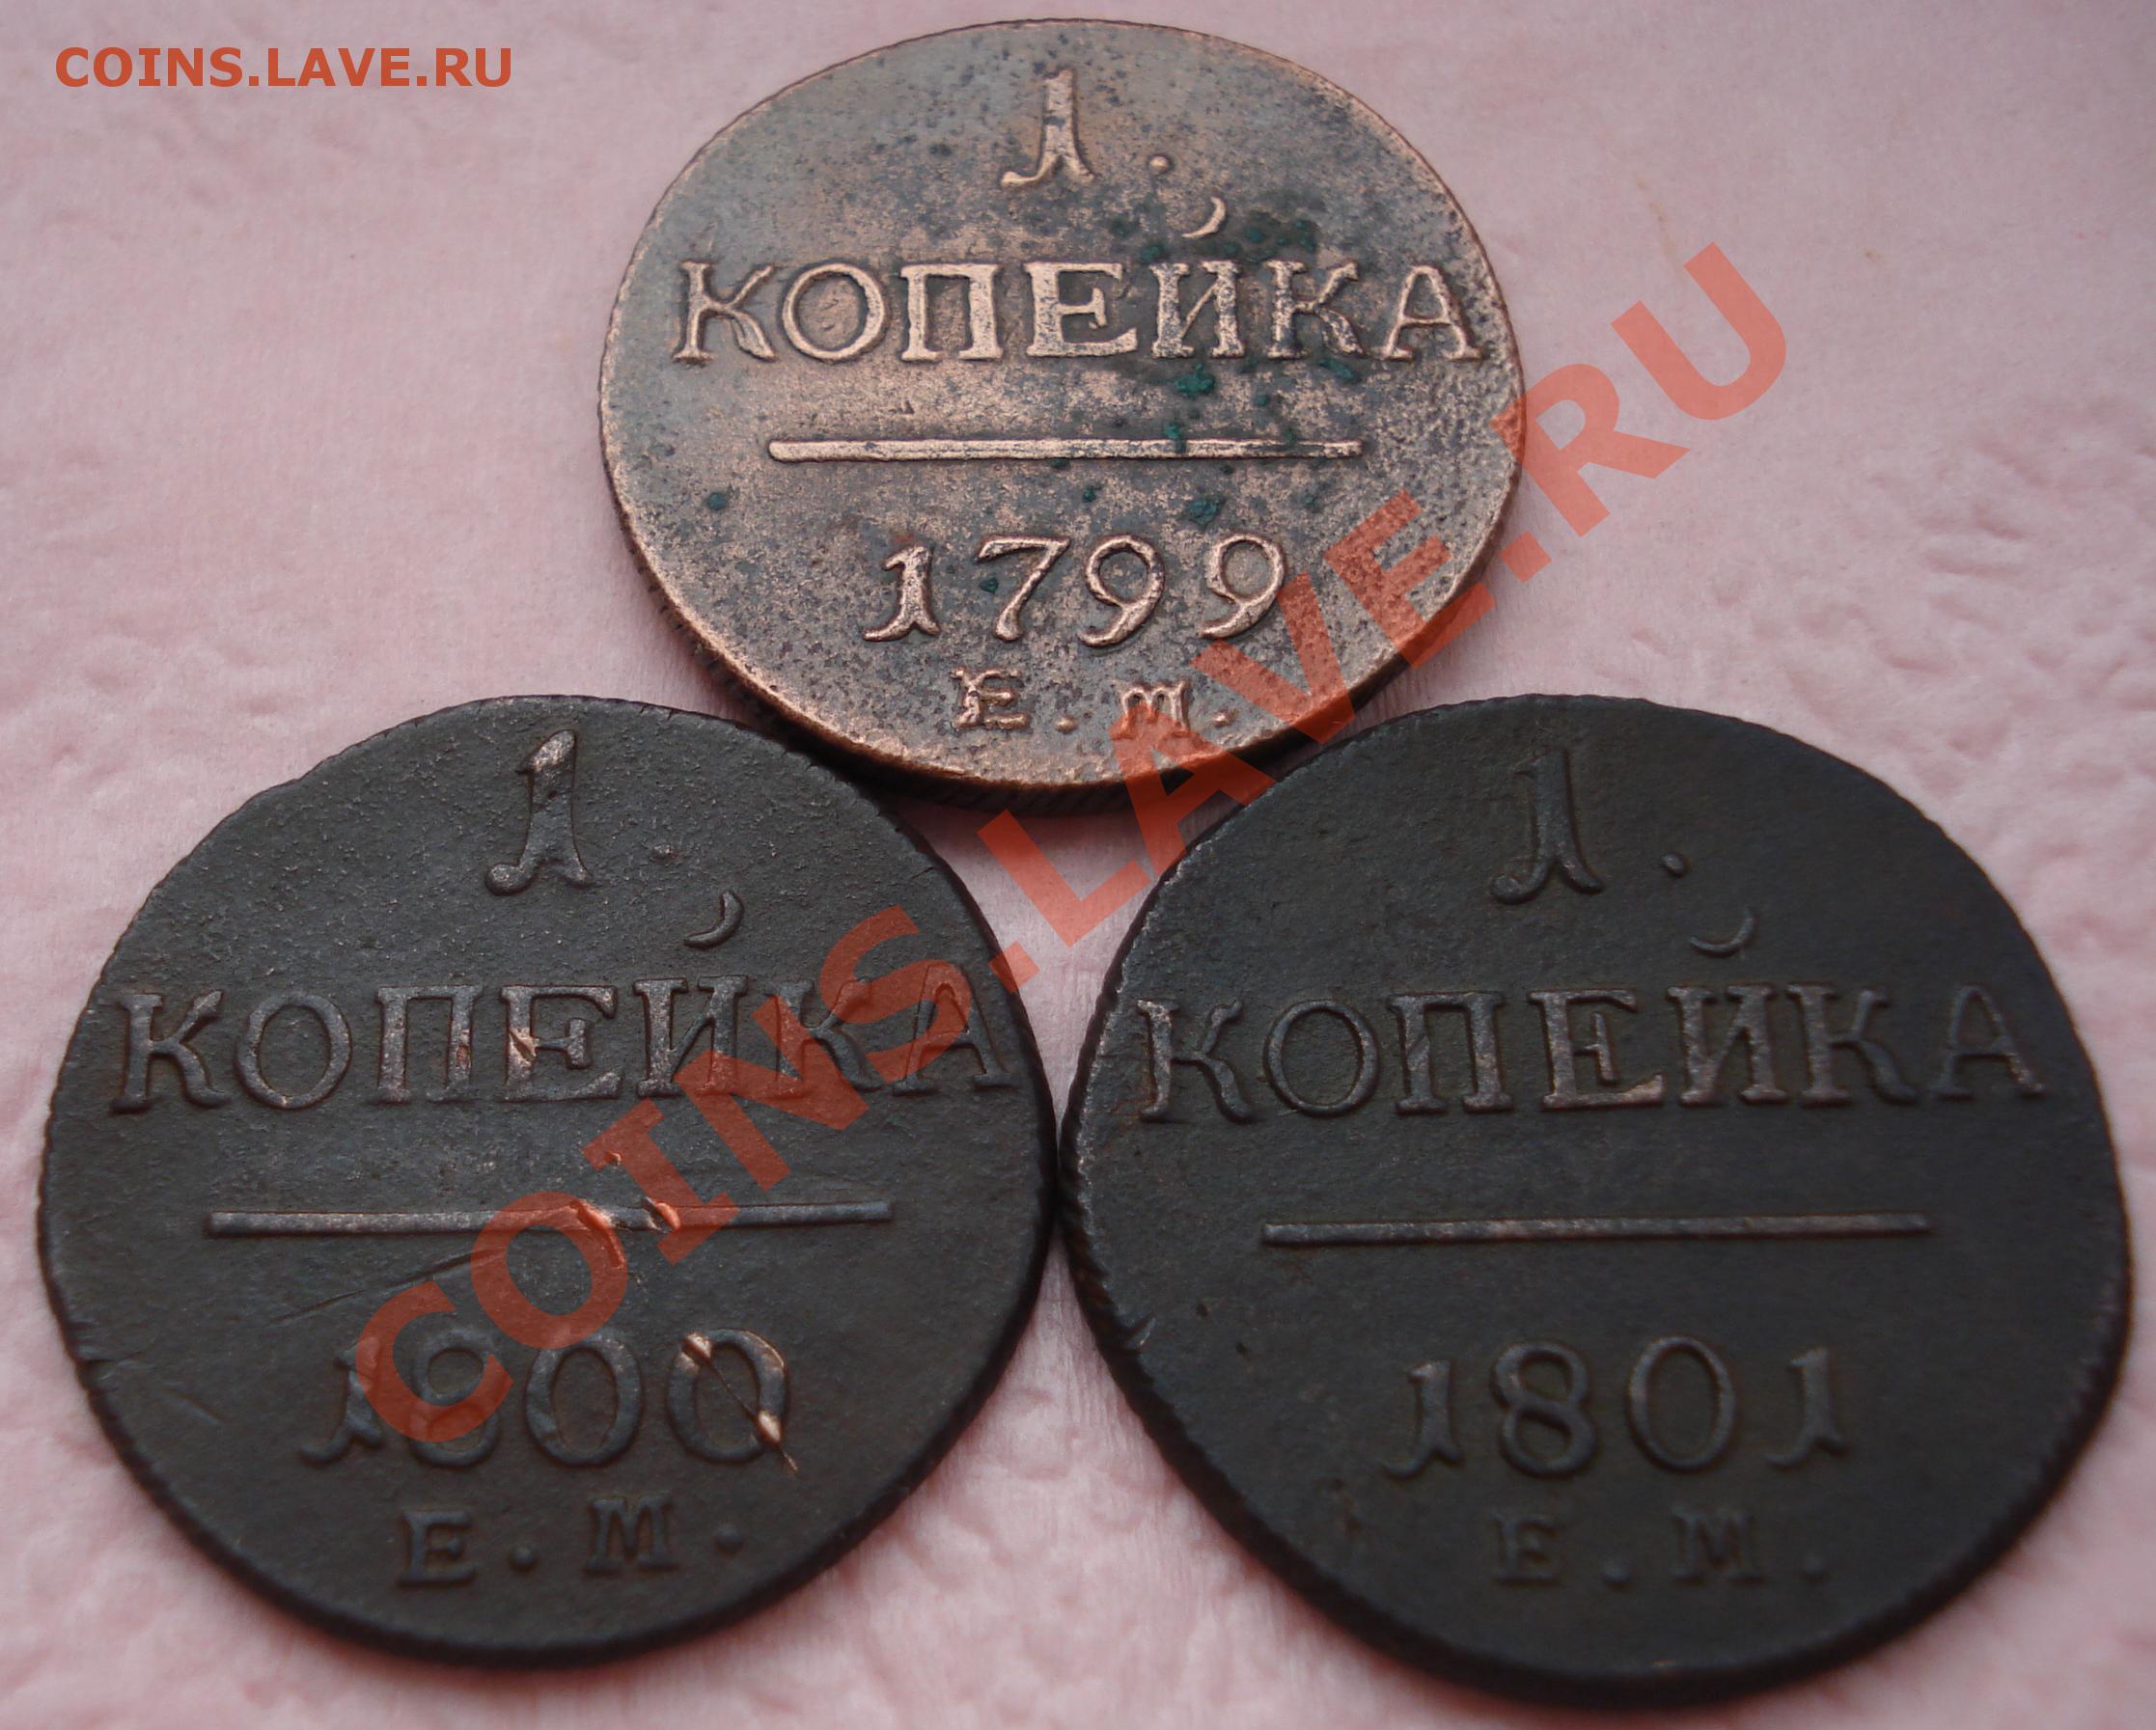 COINS.LAVE.RU
1.
КОПЕЙКА
1799
Е.М.
1.
КОПЕЙКА
1800
Е.М.
1.
КОПЕЙКА
1801
Е.М.
COINS.LAVE.RU